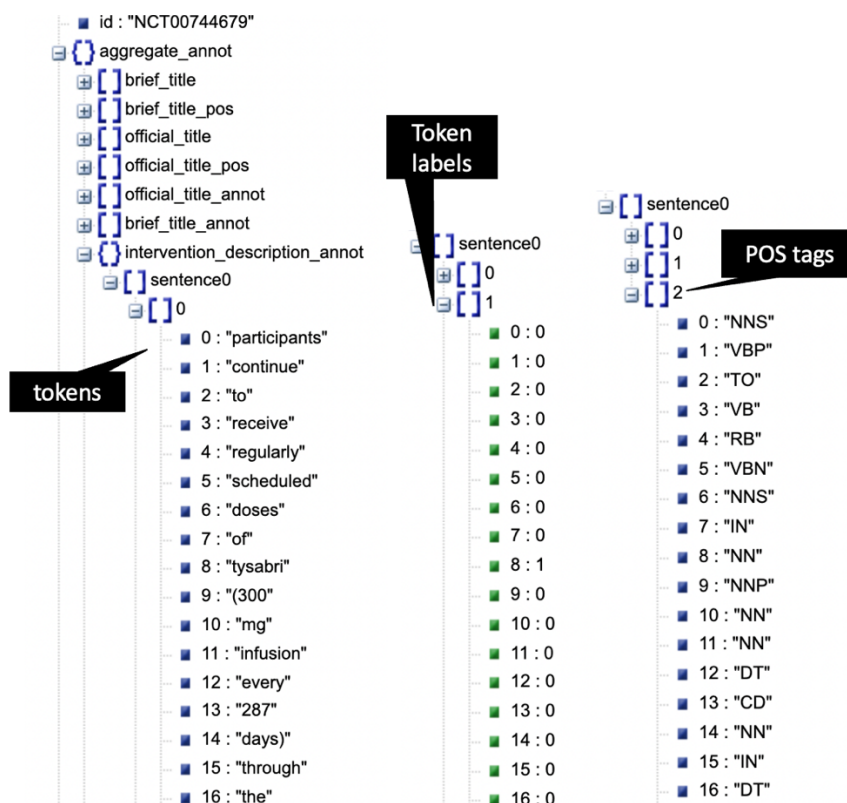 id : "NCT00744679"
aggregate_annot
brief_title
brief_title_pos
official_title
official_title_pos
official_title_annot
brief_title_annot
intervention_description_annot
sentence0
0
0 : "participants"
1 : "continue"
2 : "to"
3 : "receive"
4 : "regularly"
5 : "scheduled"
6 : "doses"
7 : "of"
8 : "tysabri"
9 : "(300"
10 : "mg"
11 : "infusion"
12 : "every"
13 : "287"
14 : "days)"
15 : "through"
16 : "the"
tokens
Token
labels
sentence0
0
1
0 : 0
1 : 0
2 : 0
3 : 0
4 : 0
5 : 0
6 : 0
7 : 0
8 : 1
9 : 0
10 : 0
11 : 0
12 : 0
13 : 0
14 : 0
15 : 0
16 : 0
sentence0
0
1
2
POS tags
0 : "NNS"
1 : "VBP"
2 : "TO"
3 : "VB"
4 : "RB"
5 : "VBN"
6 : "NNS"
7 : "IN"
8 : "NN"
9 : "NNP"
10 : "NN"
11 : "NN"
12 : "DT"
13 : "CD"
14 : "NN"
15 : "IN"
16 : "DT"